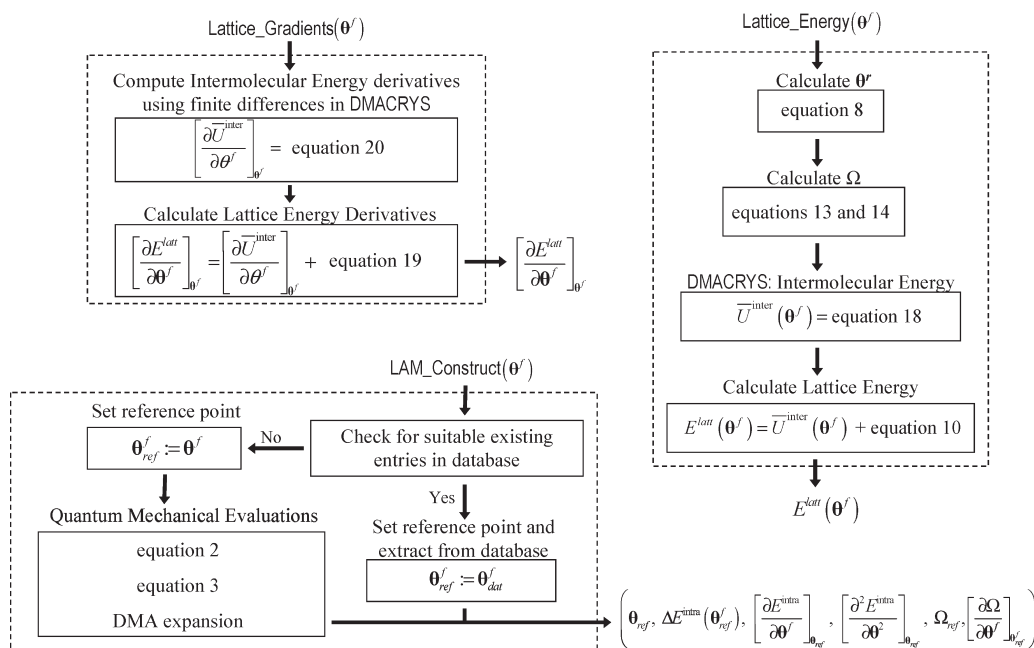 Lattice_Gradients(θ^f)
Compute Intermolecular Energy derivatives
using finite differences in DMACRYS
[∂U̅^inter/∂θ^f]_θ^f = equation 20
Calculate Lattice Energy Derivatives
[∂E^latt/∂θ^f]_θ^f = [∂U̅^inter/∂θ^f]_θ^f + equation 19
[∂E^latt/∂θ^f]_θ^f
Lattice_Energy(θ^f)
Calculate θ^r
equation 8
Calculate Ω
equations 13 and 14
DMACRYS: Intermolecular Energy
U̅^inter(θ^f) = equation 18
Calculate Lattice Energy
E^latt(θ^f) = U̅^inter(θ^f) + equation 10
E^latt(θ^f)
LAM_Construct(θ^f)
Set reference point
θ^f_ref := θ^f
No
Check for suitable existing
entries in database
Yes
Quantum Mechanical Evaluations
equation 2
equation 3
DMA expansion
Set reference point and
extract from database
θ^f_ref := θ^f_dat
(θ_ref, ΔE^intra(θ^f_ref), [∂E^intra/∂θ^f]_θ_ref, [∂²E^intra/∂θ²]_θ_ref, Ω_ref, [∂Ω/∂θ^f]_θ^f_ref)